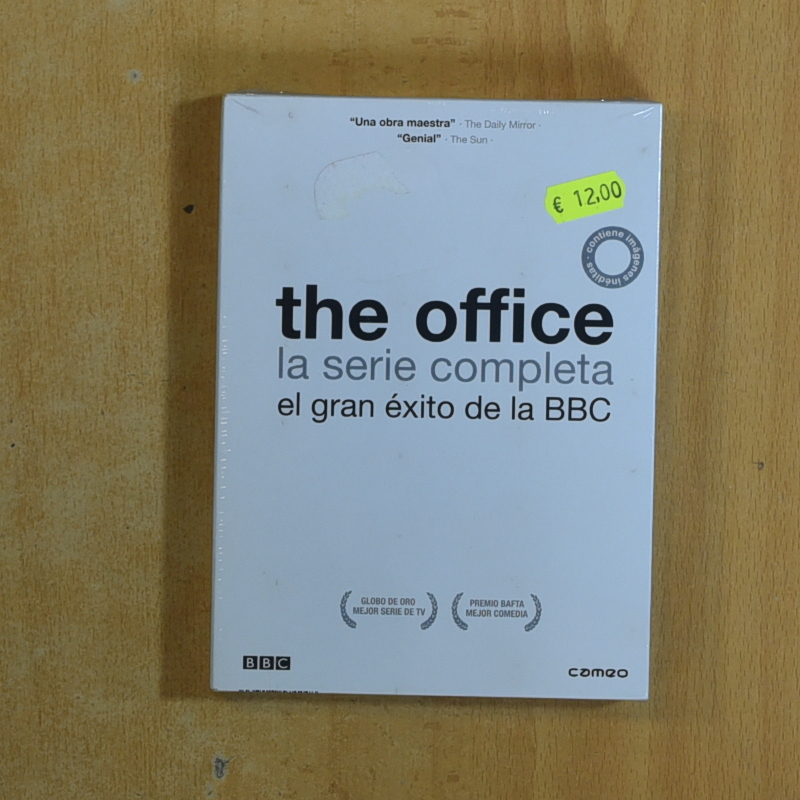 “Una obra maestra” · The Daily Mirror ·
“Genial” · The Sun ·
€ 12,00
· contiene imágenes inéditas ·
the office
la serie completa
el gran éxito de la BBC
GLOBO DE ORO
MEJOR SERIE DE TV
PREMIO BAFTA
MEJOR COMEDIA
BBC
cameo